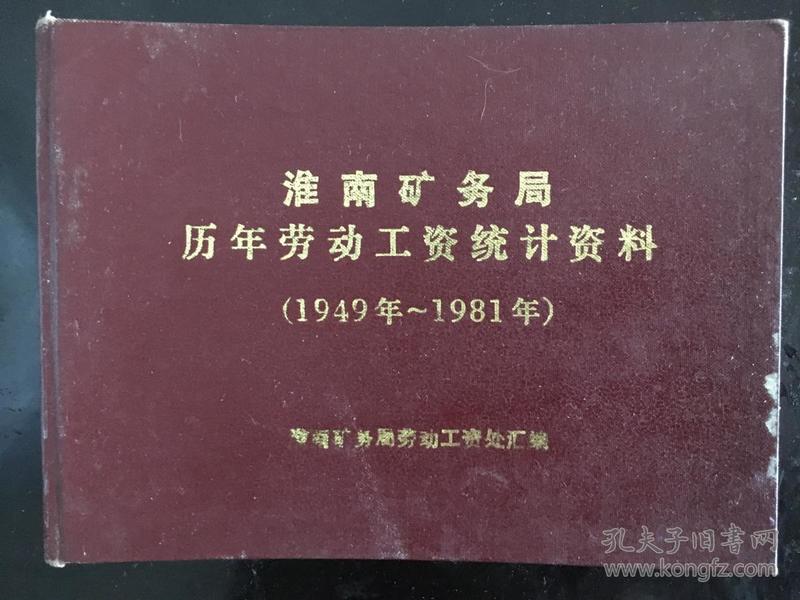 淮南矿务局
历年劳动工资统计资料
(1949年~1981年)
淮南矿务局劳动工资处汇编
孔夫子旧书网
www.kongfz.com